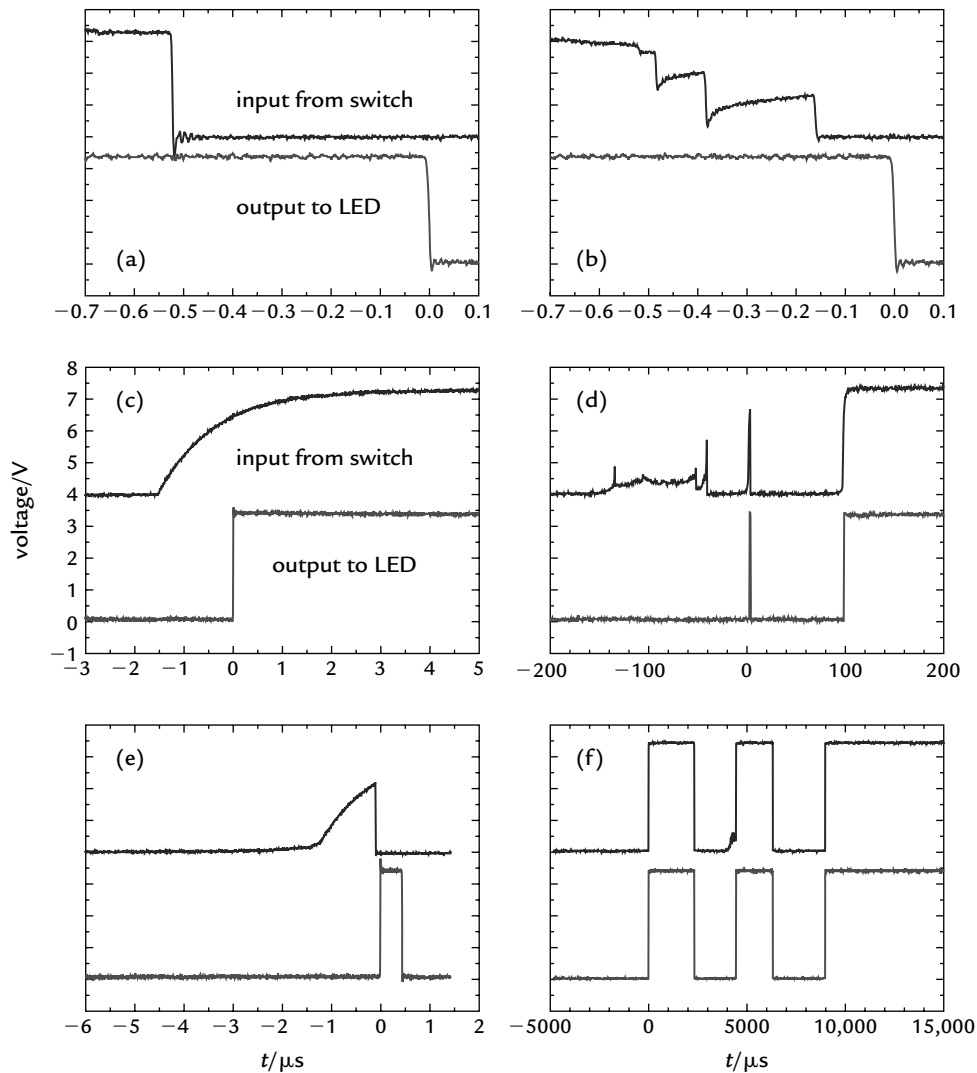 input from switch
output to LED
(a)
−0.7 −0.6 −0.5 −0.4 −0.3 −0.2 −0.1 0.0 0.1
(b)
−0.7 −0.6 −0.5 −0.4 −0.3 −0.2 −0.1 0.0 0.1
voltage/V
8
7
6
5
4
3
2
1
0
−1
(c)
input from switch
output to LED
−3 −2 −1 0 1 2 3 4 5
(d)
−200 −100 0 100 200
(e)
−6 −5 −4 −3 −2 −1 0 1 2
t/μs
(f)
−5000 0 5000 10,000 15,000
t/μs